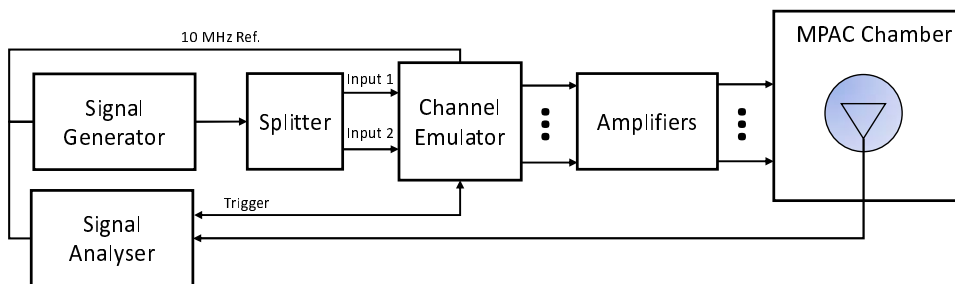 10 MHz Ref.
MPAC Chamber
Signal
Generator
Splitter
Input 1
Input 2
Channel
Emulator
Amplifiers
Trigger
Signal
Analyser